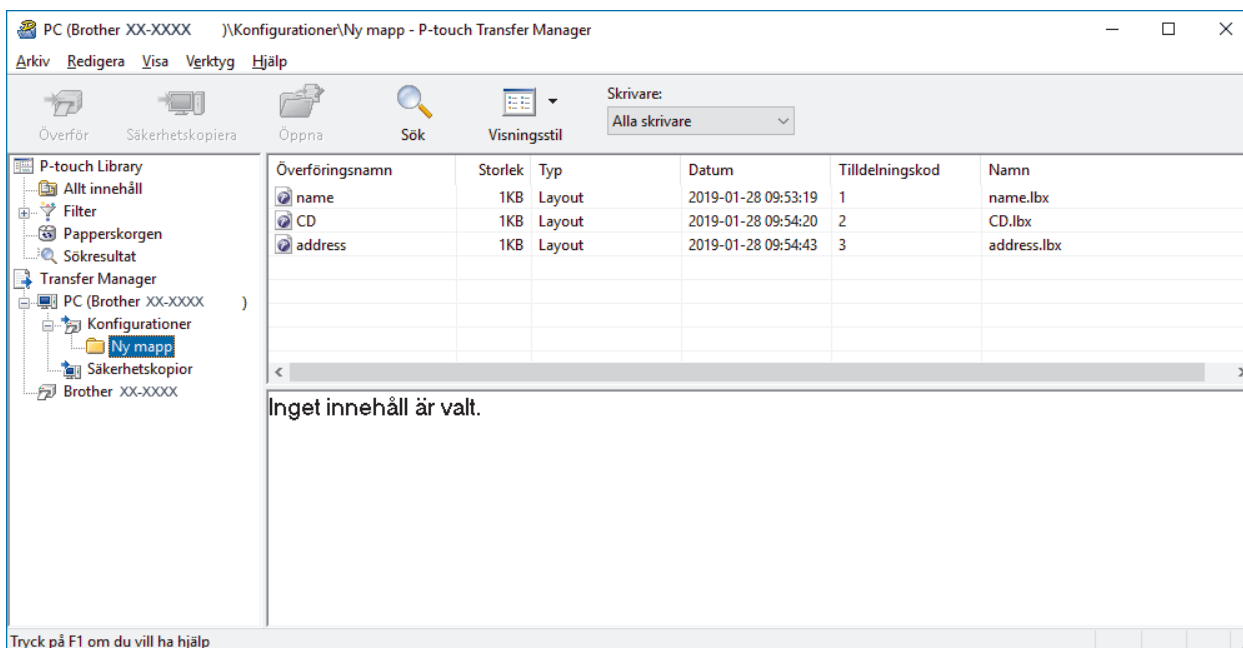 PC (Brother XX-XXXX )\Konfigurationer\Ny mapp - P-touch Transfer Manager
Arkiv Redigera Visa Verktyg Hjälp
Överför Säkerhetskopiera Öppna Sök Visningsstil
Skrivare:
Alla skrivare
P-touch Library
Allt innehåll
Filter
Papperskorgen
Sökresultat
Transfer Manager
PC (Brother XX-XXXX )
Konfigurationer
Ny mapp
Säkerhetskopior
Brother XX-XXXX
Överföringsnamn Storlek Typ Datum Tilldelningskod Namn
name 1KB Layout 2019-01-28 09:53:19 1 name.lbx
CD 1KB Layout 2019-01-28 09:54:20 2 CD.lbx
address 1KB Layout 2019-01-28 09:54:43 3 address.lbx
Inget innehåll är valt.
Tryck på F1 om du vill ha hjälp